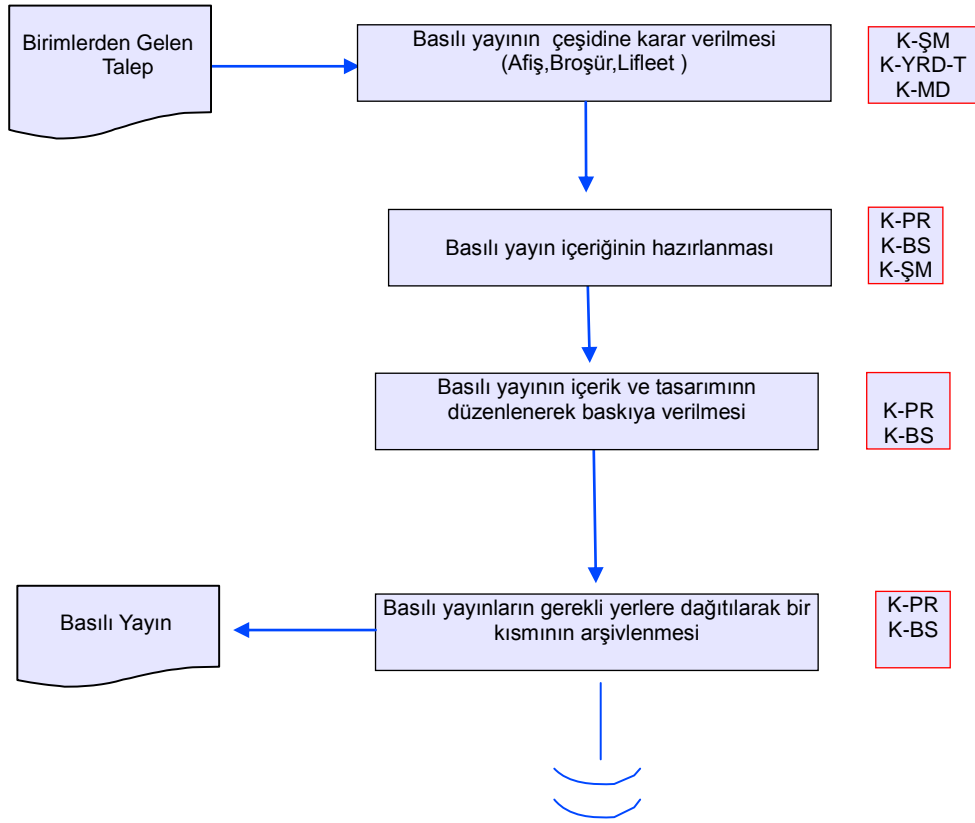 Birimlerden Gelen
Talep
Basılı yayının çeşidine karar verilmesi
(Afiş,Broşür,Lifleet )
K-ŞM
K-YRD-T
K-MD
Basılı yayın içeriğinin hazırlanması
K-PR
K-BS
K-ŞM
Basılı yayının içerik ve tasarımınn
düzenlenerek baskıya verilmesi
K-PR
K-BS
Basılı Yayın
Basılı yayınların gerekli yerlere dağıtılarak bir
kısmının arşivlenmesi
K-PR
K-BS